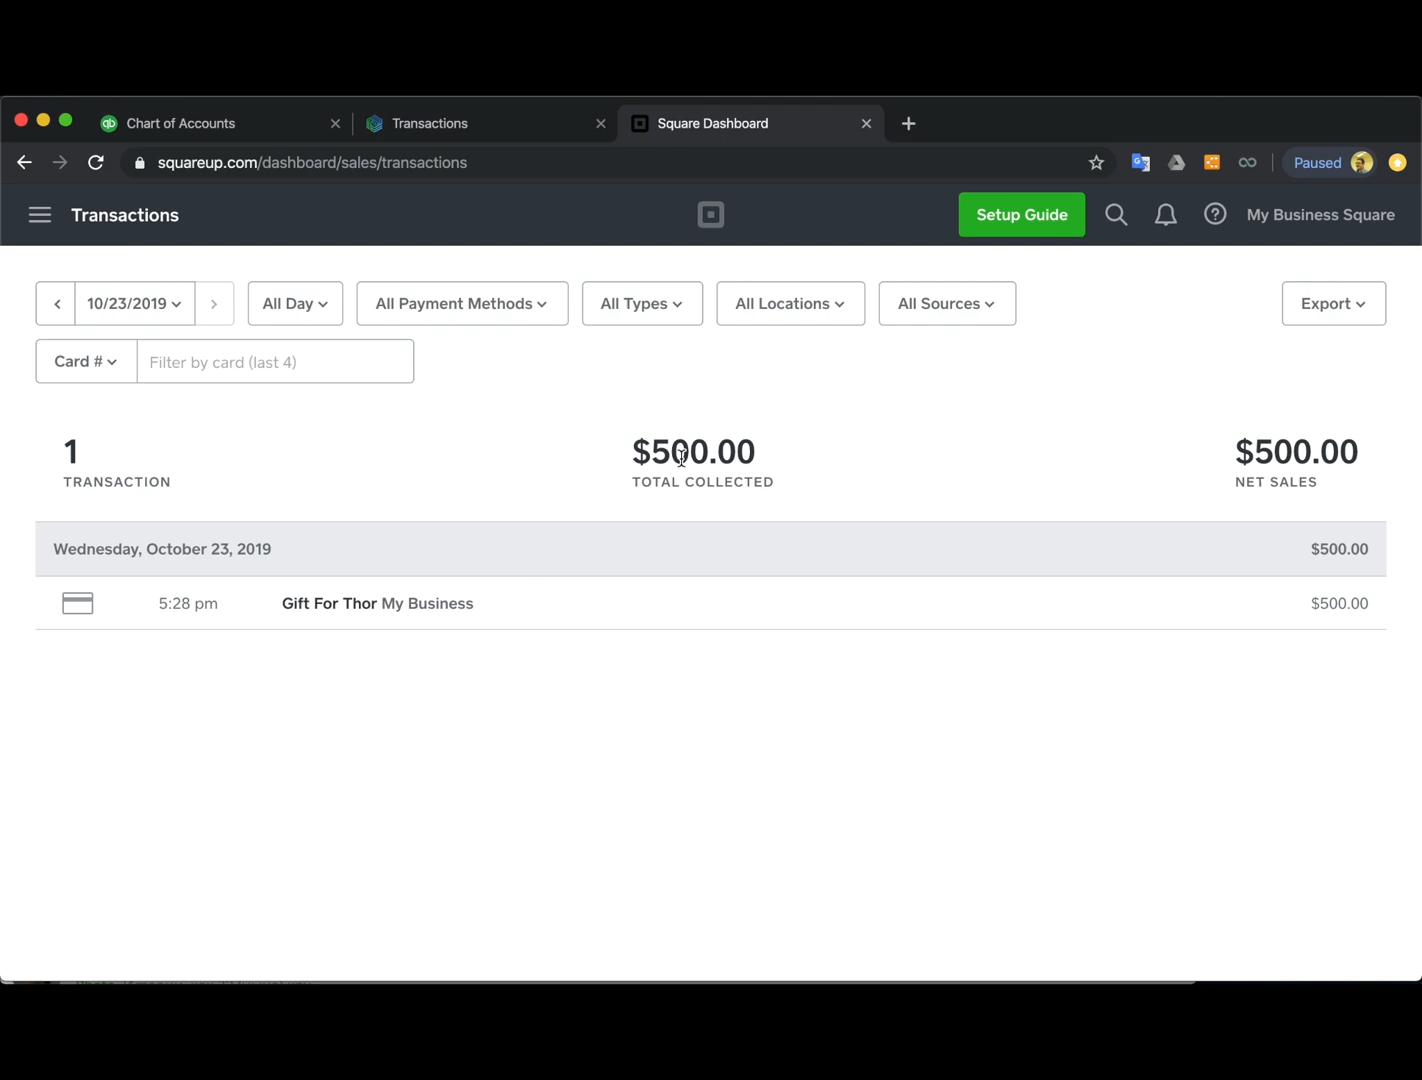 Chart of Accounts
Transactions
Square Dashboard
squareup.com/dashboard/sales/transactions
Paused
Transactions
Setup Guide
My Business Square
10/23/2019
All Day
All Payment Methods
All Types
All Locations
All Sources
Export
Card #
Filter by card (last 4)
1
$500.00
$500.00
TRANSACTION
TOTAL COLLECTED
NET SALES
Wednesday, October 23, 2019
$500.00
5:28 pm
Gift For Thor My Business
$500.00